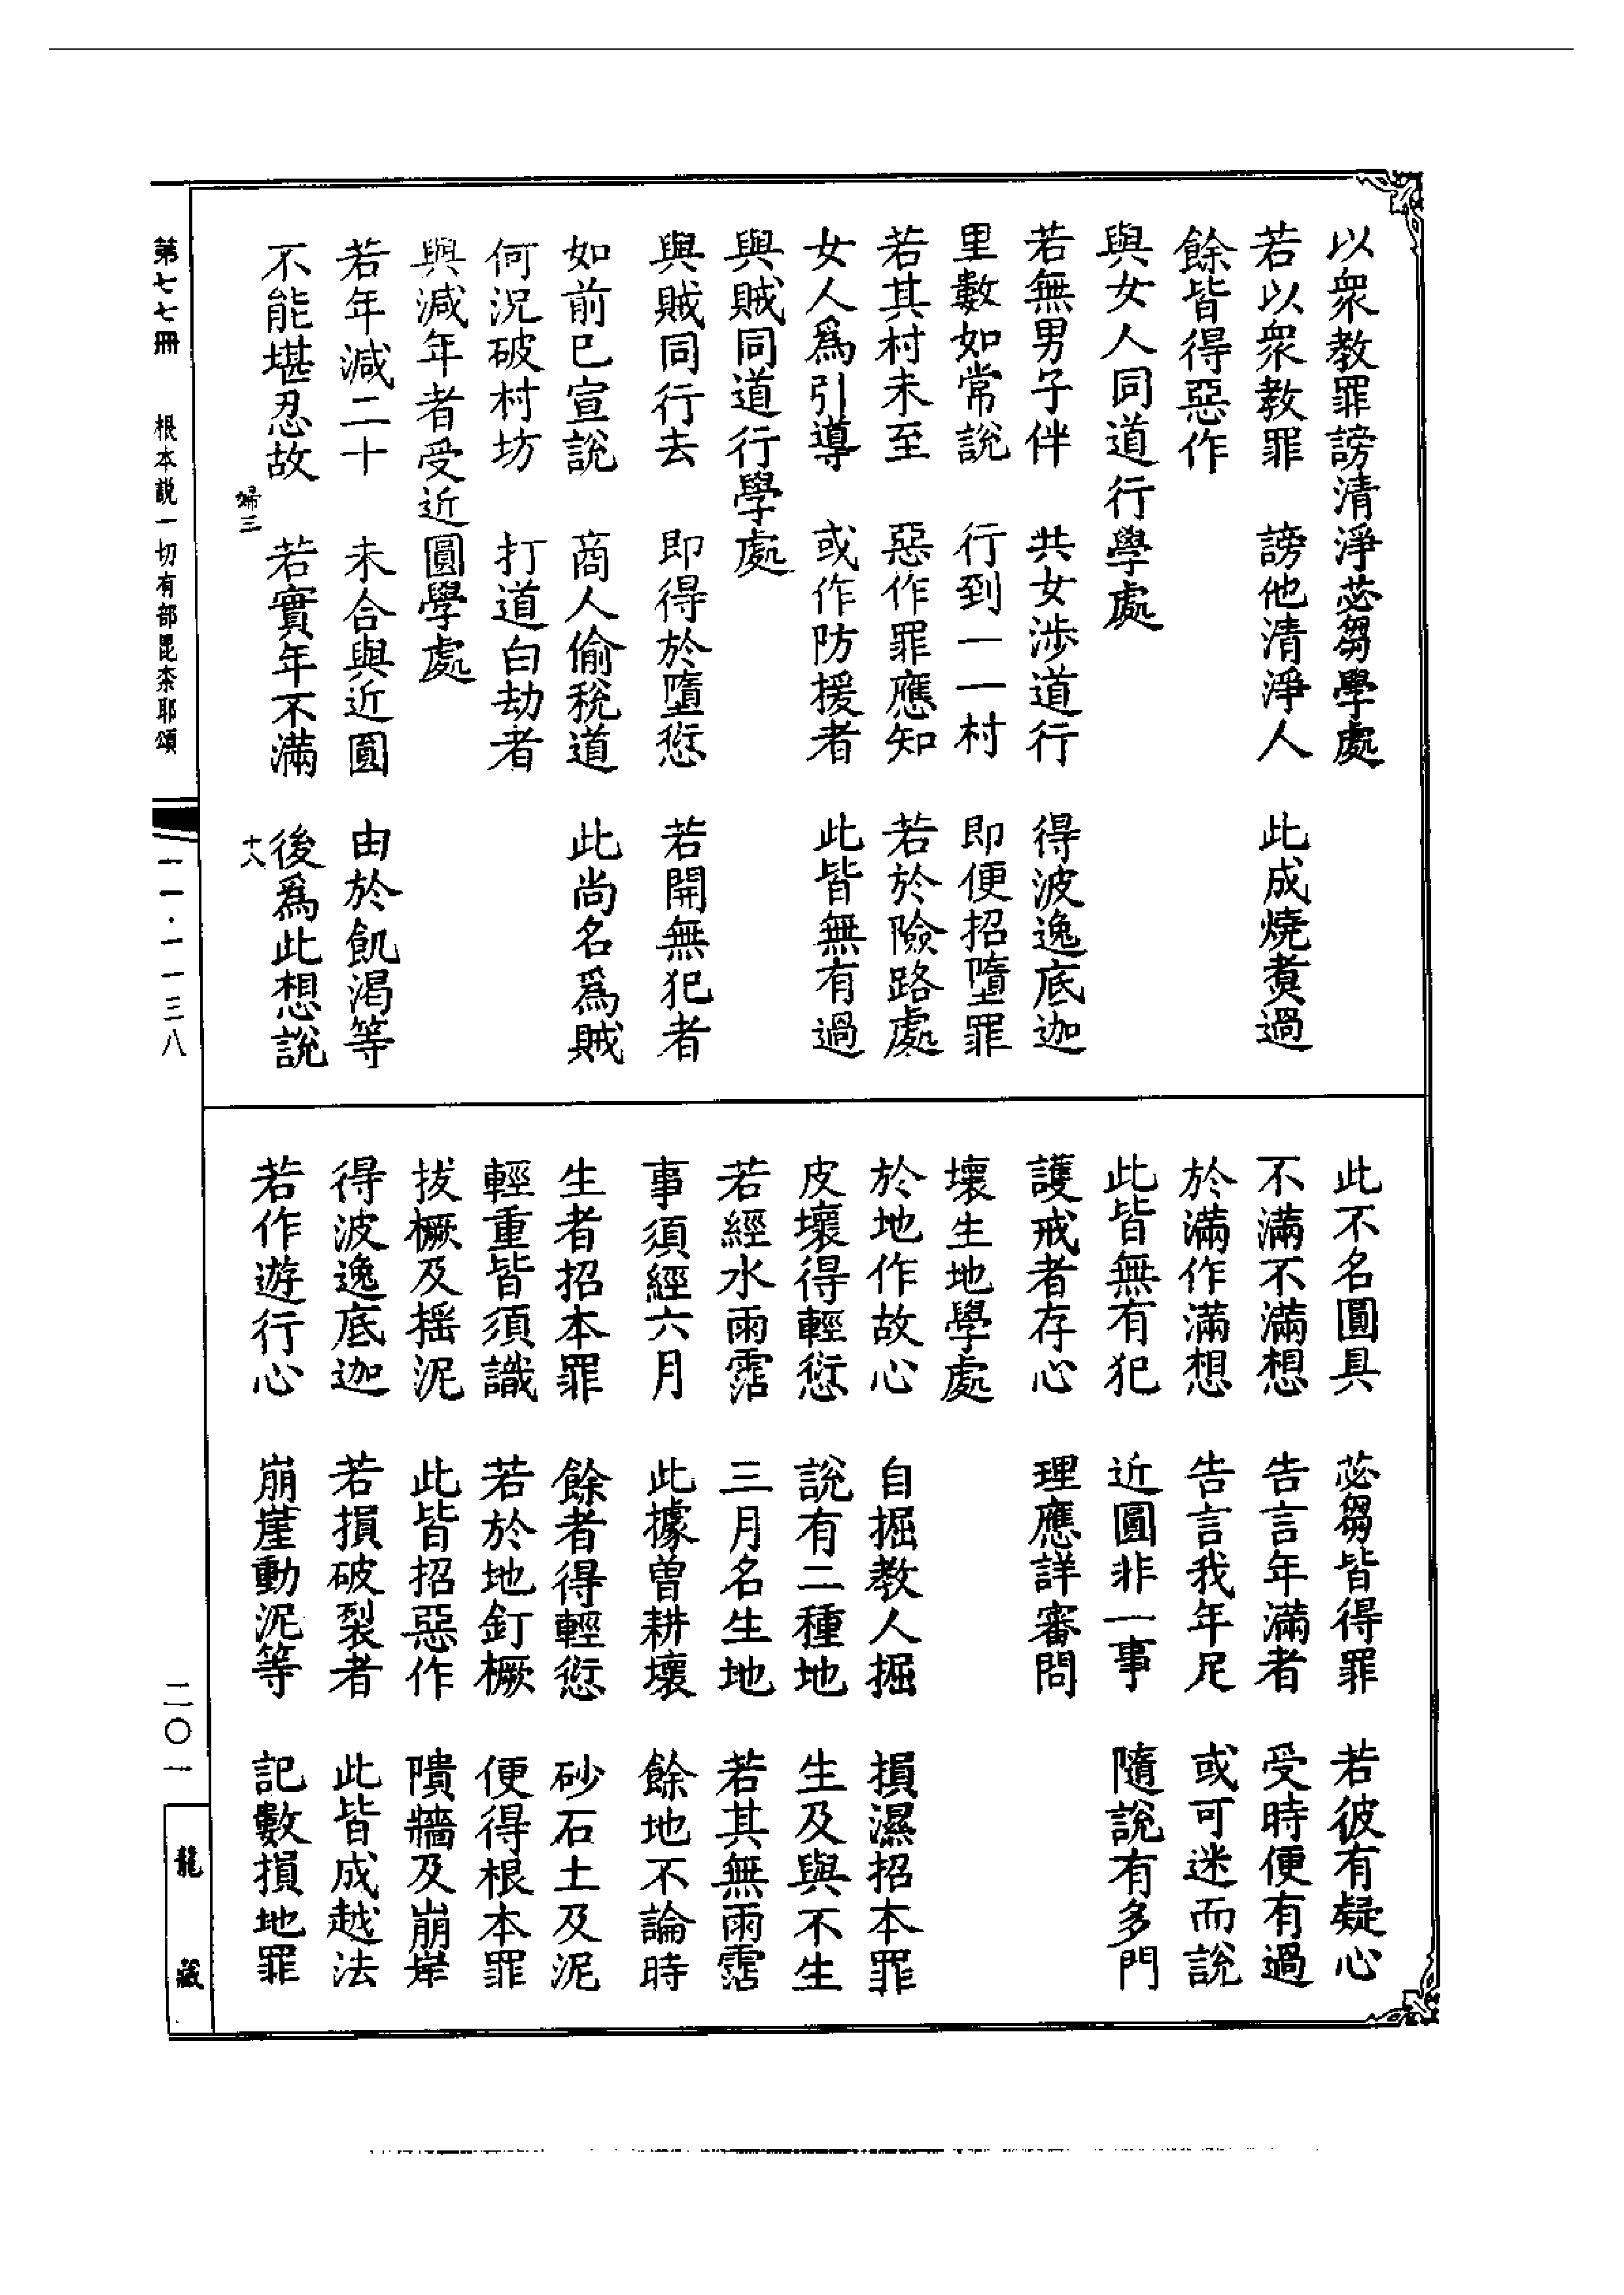 以衆教罪謗清淨苾芻學處
若以衆教罪　謗他清淨人　此成燒煑過
餘皆得惡作
與女人同道行學處
若無男子伴　共女涉道行　得波逸底迦
里數如常說　行到一一村　即便招墮罪
若其村未至　惡作罪應知　若於險路處
女人爲引導　或作防援者　此皆無有過
與賊同道行學處
與賊同行去　即得於墮愆　若開無犯者
如前已宣說　商人偷稅道　此尚名爲賊
何況破村坊　打道白劫者
與減年者受近圓學處
若年減二十　未合與近圓　由於飢渴等
不能堪忍故　若實年不滿　後爲此想說
婦三　十八
此不名圓具　苾芻皆得罪　若彼有疑心
不滿不滿想　告言年滿者　受時便有過
於滿作滿想　告言我年足　或可迷而說
此皆無有犯　近圓非一事　隨說有多門
護戒者存心　理應詳審問
壞生地學處
於地作故心　自掘教人掘　損濕招本罪
皮壞得輕愆　說有二種地　生及與不生
若經水雨霑　三月名生地　若其無雨霑
事須經六月　此據曾耕壞　餘地不論時
生者招本罪　餘者得輕愆　砂石土及泥
輕重皆須識　若於地釘橛　便得根本罪
拔橛及摇泥　此皆招惡作　隤牆及崩岸
得波逸底迦　若損破裂者　此皆成越法
若作遊行心　崩崖動泥等　記數損地罪
第七七冊　根本説一切有部毘柰耶頌　一一·一一三八　二〇一　龍藏